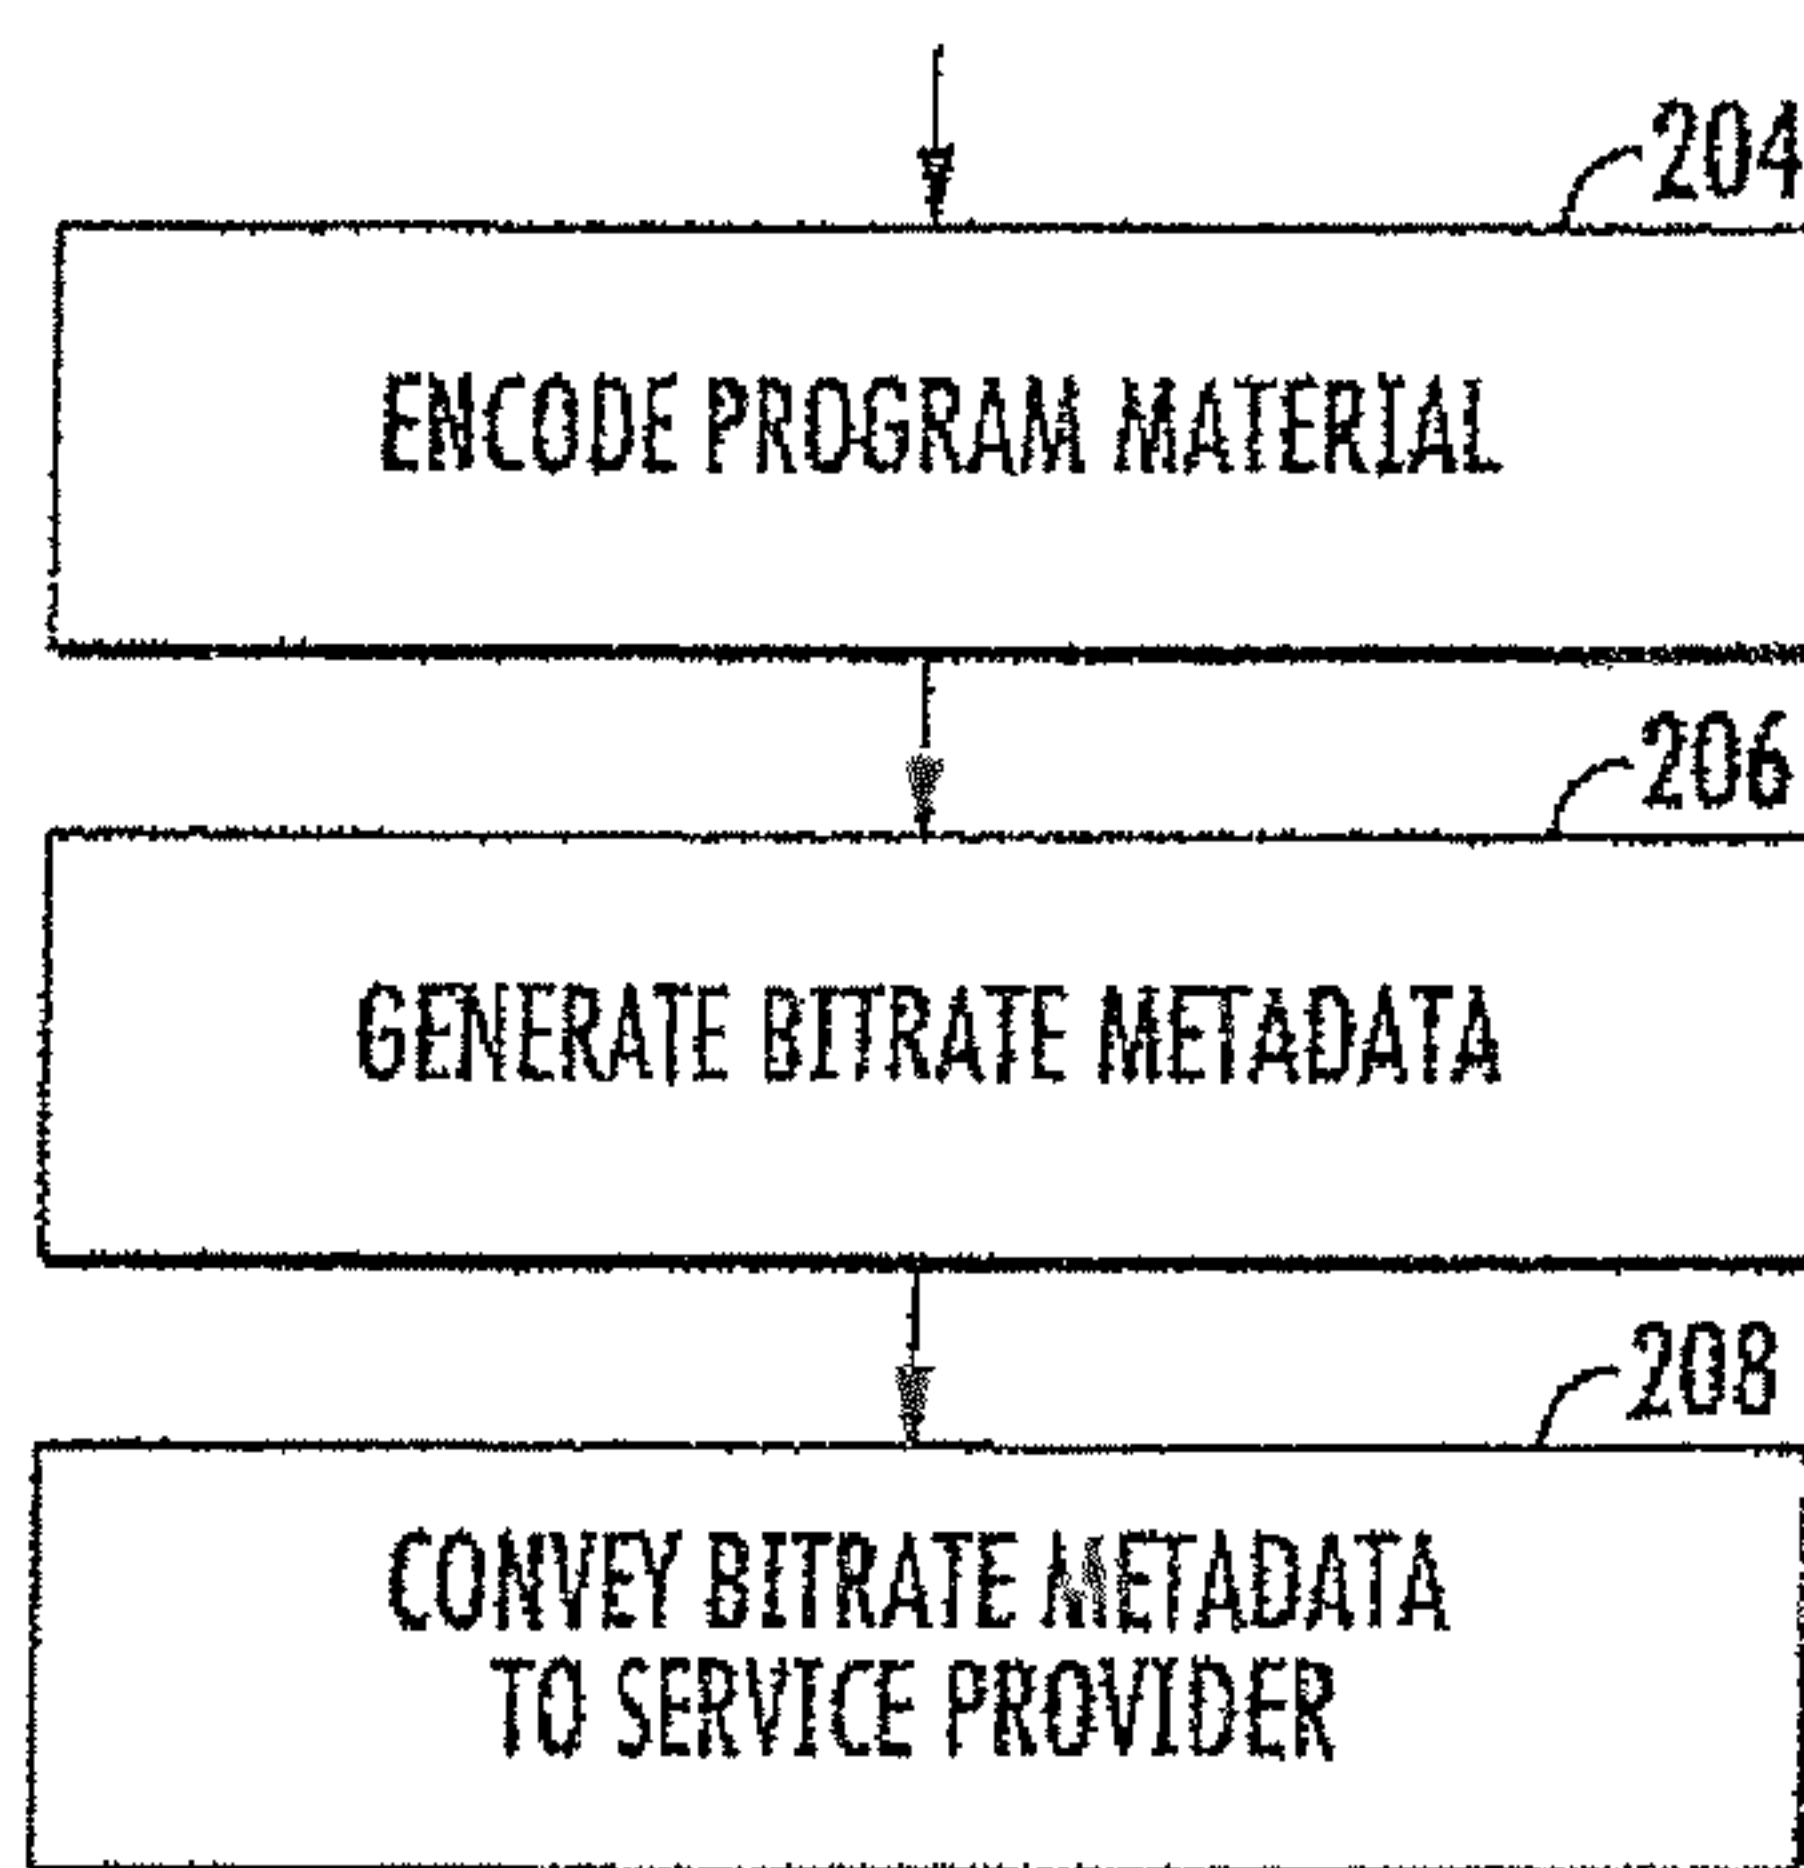 204
ENCODE PROGRAM MATERIAL
206
GENERATE BITRATE METADATA
208
CONVEY BITRATE METADATA
TO SERVICE PROVIDER